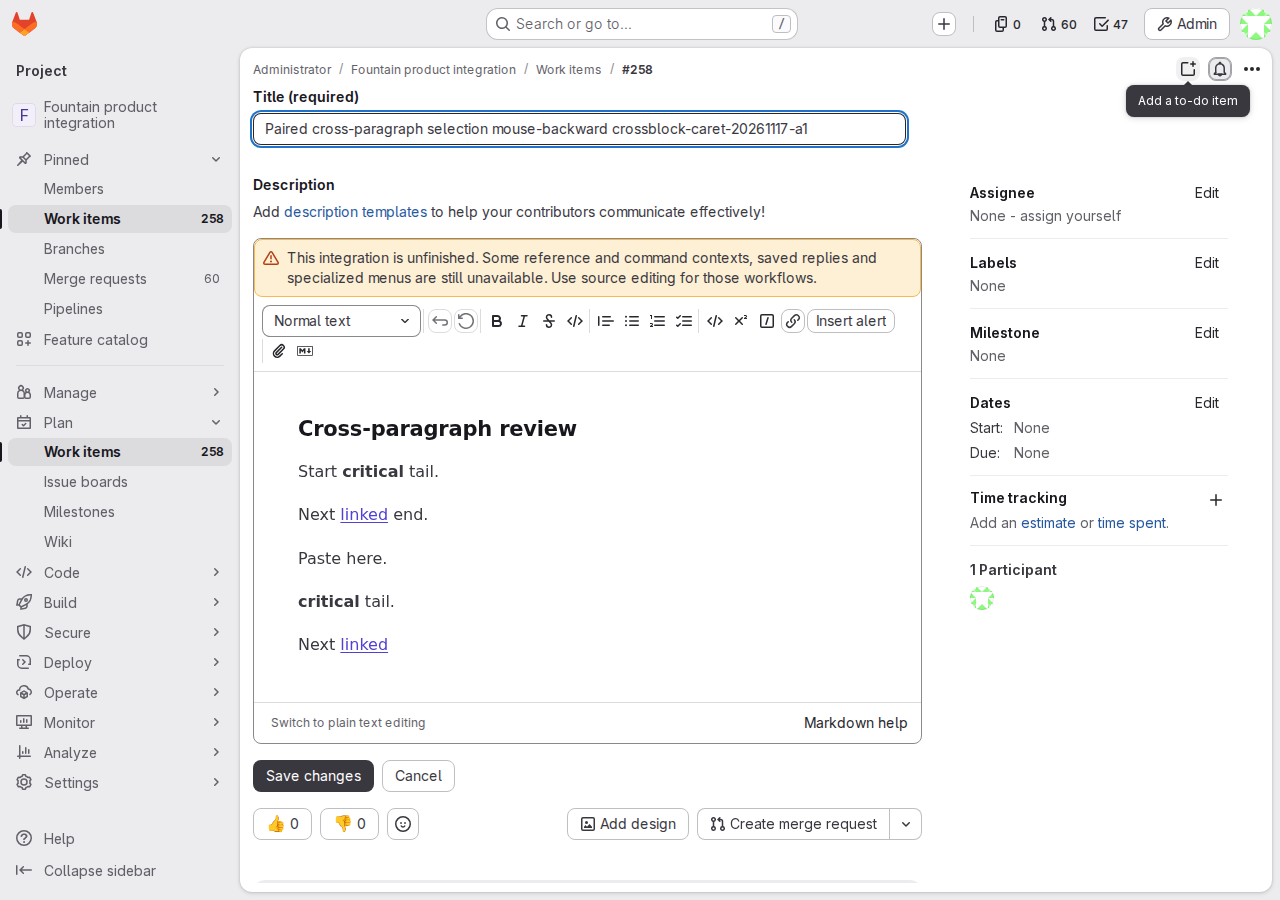 Search or go to...
/
0
60
47
Admin
Project
F
Fountain product integration
Pinned
Members
Work items
258
Branches
Merge requests
60
Pipelines
Feature catalog
Manage
Plan
Work items
258
Issue boards
Milestones
Wiki
Code
Build
Secure
Deploy
Operate
Monitor
Analyze
Settings
Help
Collapse sidebar
Administrator / Fountain product integration / Work items / #258
Add a to-do item
Title (required)
Paired cross-paragraph selection mouse-backward crossblock-caret-20261117-a1
Description
Add description templates to help your contributors communicate effectively!
This integration is unfinished. Some reference and command contexts, saved replies and
specialized menus are still unavailable. Use source editing for those workflows.
Normal text
Insert alert
Cross-paragraph review
Start critical tail.
Next linked end.
Paste here.
critical tail.
Next linked
Switch to plain text editing
Markdown help
Save changes
Cancel
👍 0
👎 0
Add design
Create merge request
Assignee
Edit
None - assign yourself
Labels
Edit
None
Milestone
Edit
None
Dates
Edit
Start: None
Due: None
Time tracking
Add an estimate or time spent.
1 Participant